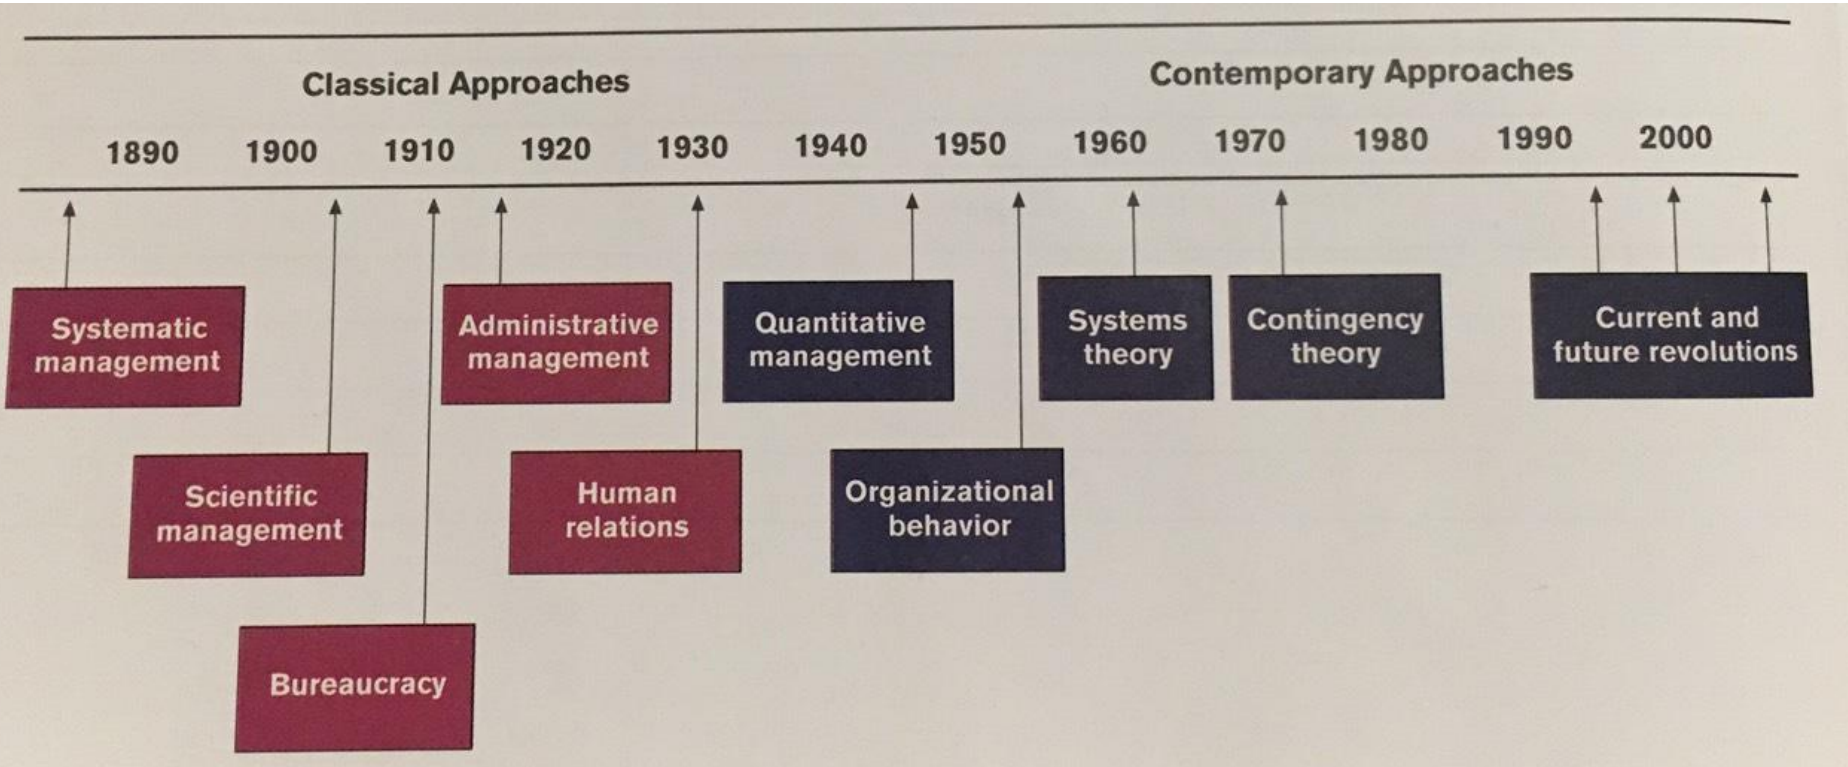 Classical Approaches
Contemporary Approaches
1890 1900 1910 1920 1930 1940 1950 1960 1970 1980 1990 2000
Systematic
management
Administrative
management
Quantitative
management
Systems
theory
Contingency
theory
Current and
future revolutions
Scientific
management
Human
relations
Organizational
behavior
Bureaucracy